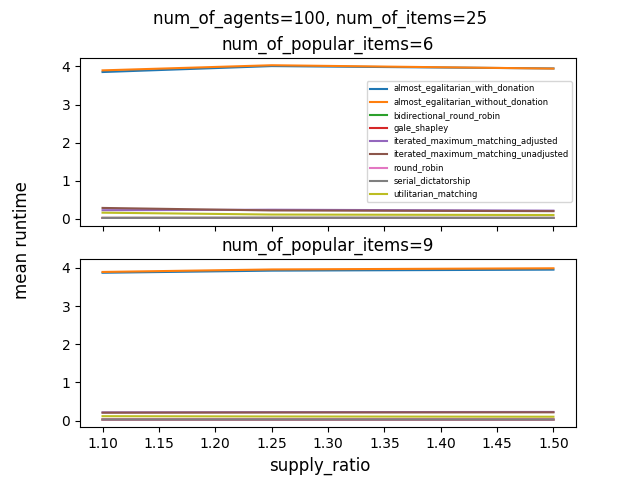 num_of_agents=100, num_of_items=25
num_of_popular_items=6
4
3
2
1
0
almost_egalitarian_with_donation
almost_egalitarian_without_donation
bidirectional_round_robin
gale_shapley
iterated_maximum_matching_adjusted
iterated_maximum_matching_unadjusted
round_robin
serial_dictatorship
utilitarian_matching
mean runtime
num_of_popular_items=9
4
3
2
1
0
1.10 1.15 1.20 1.25 1.30 1.35 1.40 1.45 1.50
supply_ratio